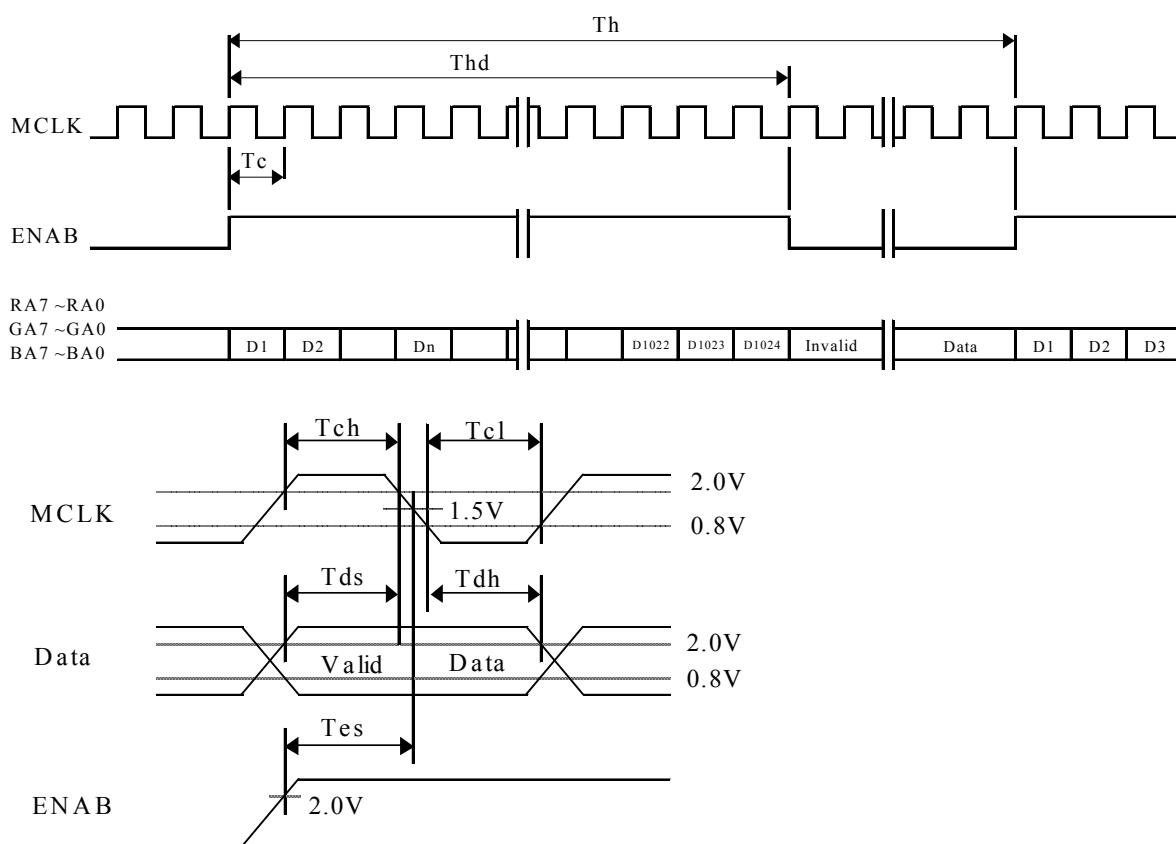 Th
Thd
MCLK
Tc
ENAB
RA7 ~RA0
GA7 ~GA0
BA7 ~BA0
D1 D2 Dn D1022 D1023 D1024 Invalid Data D1 D2 D3
Tch Tcl
2.0V
MCLK
1.5V
0.8V
Tds Tdh
2.0V
Data Valid Data
0.8V
Tes
ENAB
2.0V